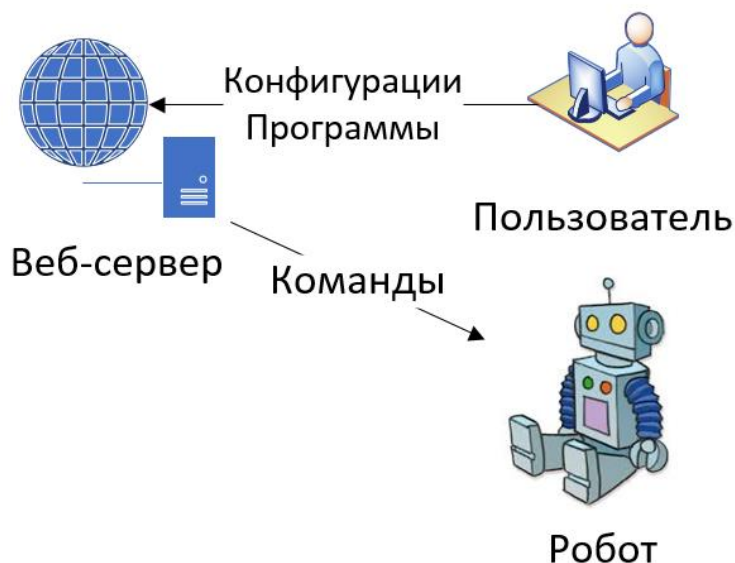 Конфигурации
Программы
Пользователь
Веб-сервер
Команды
Робот